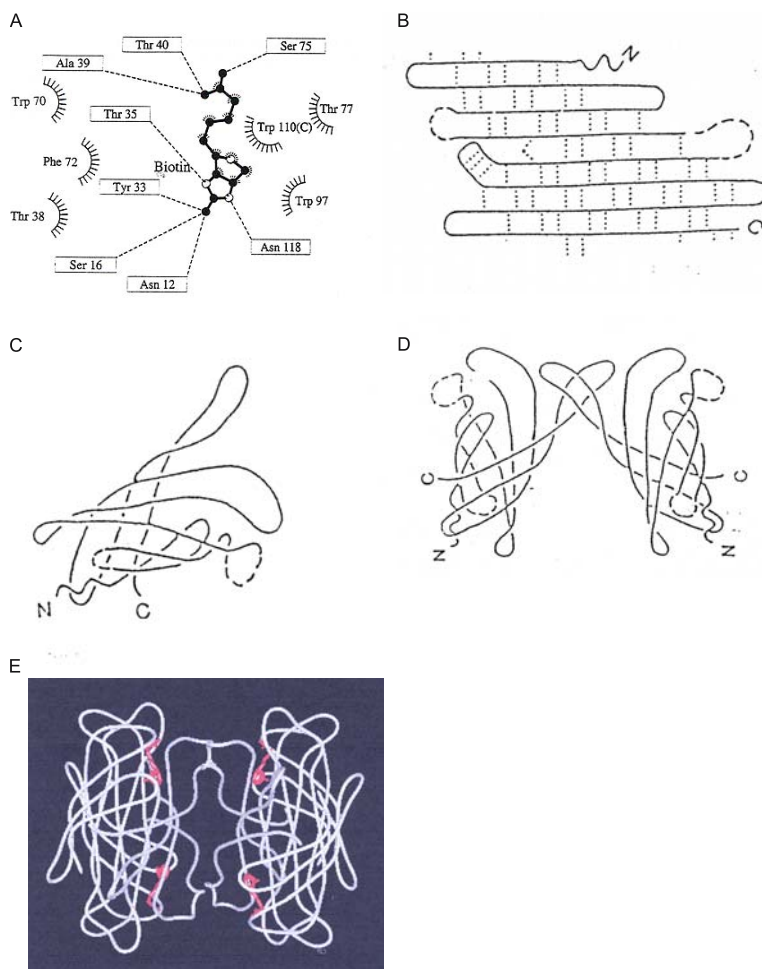 A
Thr 40
Ser 75
Ala 39
Trp 70
Thr 35
Thr 77
Trp 110(C)
Phe 72
Biotin
Tyr 33
Trp 97
Thr 38
Asn 118
Ser 16
Asn 12
B
N
C
C
N
C
D
C
C
N
N
E